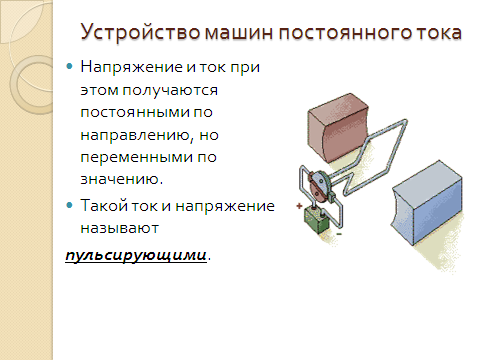 Устройство машин постоянного тока
Напряжение и ток при
этом получаются
постоянными по
направлению, но
переменными по
значению.
Такой ток и напряжение
называют
пульсирующими.
+
-